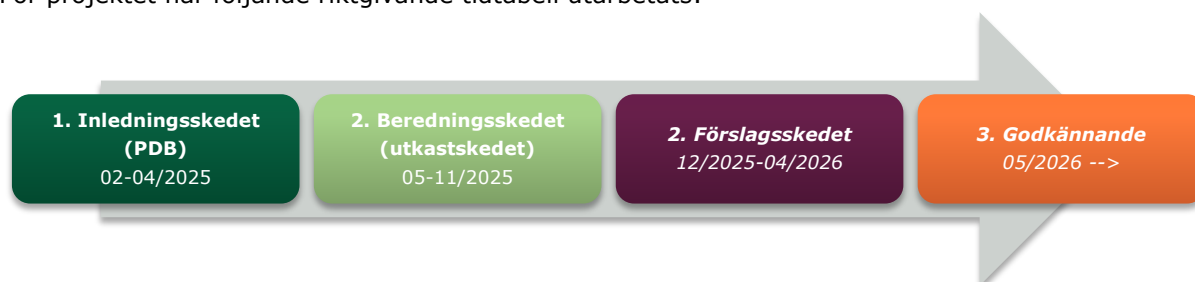 För projektet har följande riktgivande tidtabell utarbetats:
1. Inledningsskedet
(PDB)
02-04/2025
2. Beredningsskedet
(utkastskedet)
05-11/2025
2. Förslagsskedet
12/2025-04/2026
3. Godkännande
05/2026 -->